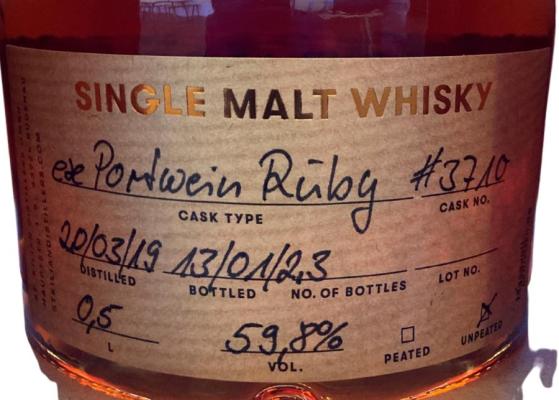 SINGLE MALT WHISKY
ex Portwein Ruby #3710
CASK TYPE CASK NO.
20/03/19 13/01/23
DISTILLED BOTTLED NO. OF BOTTLES LOT NO.
0,5 59,8%
L VOL. PEATED UNPEATED